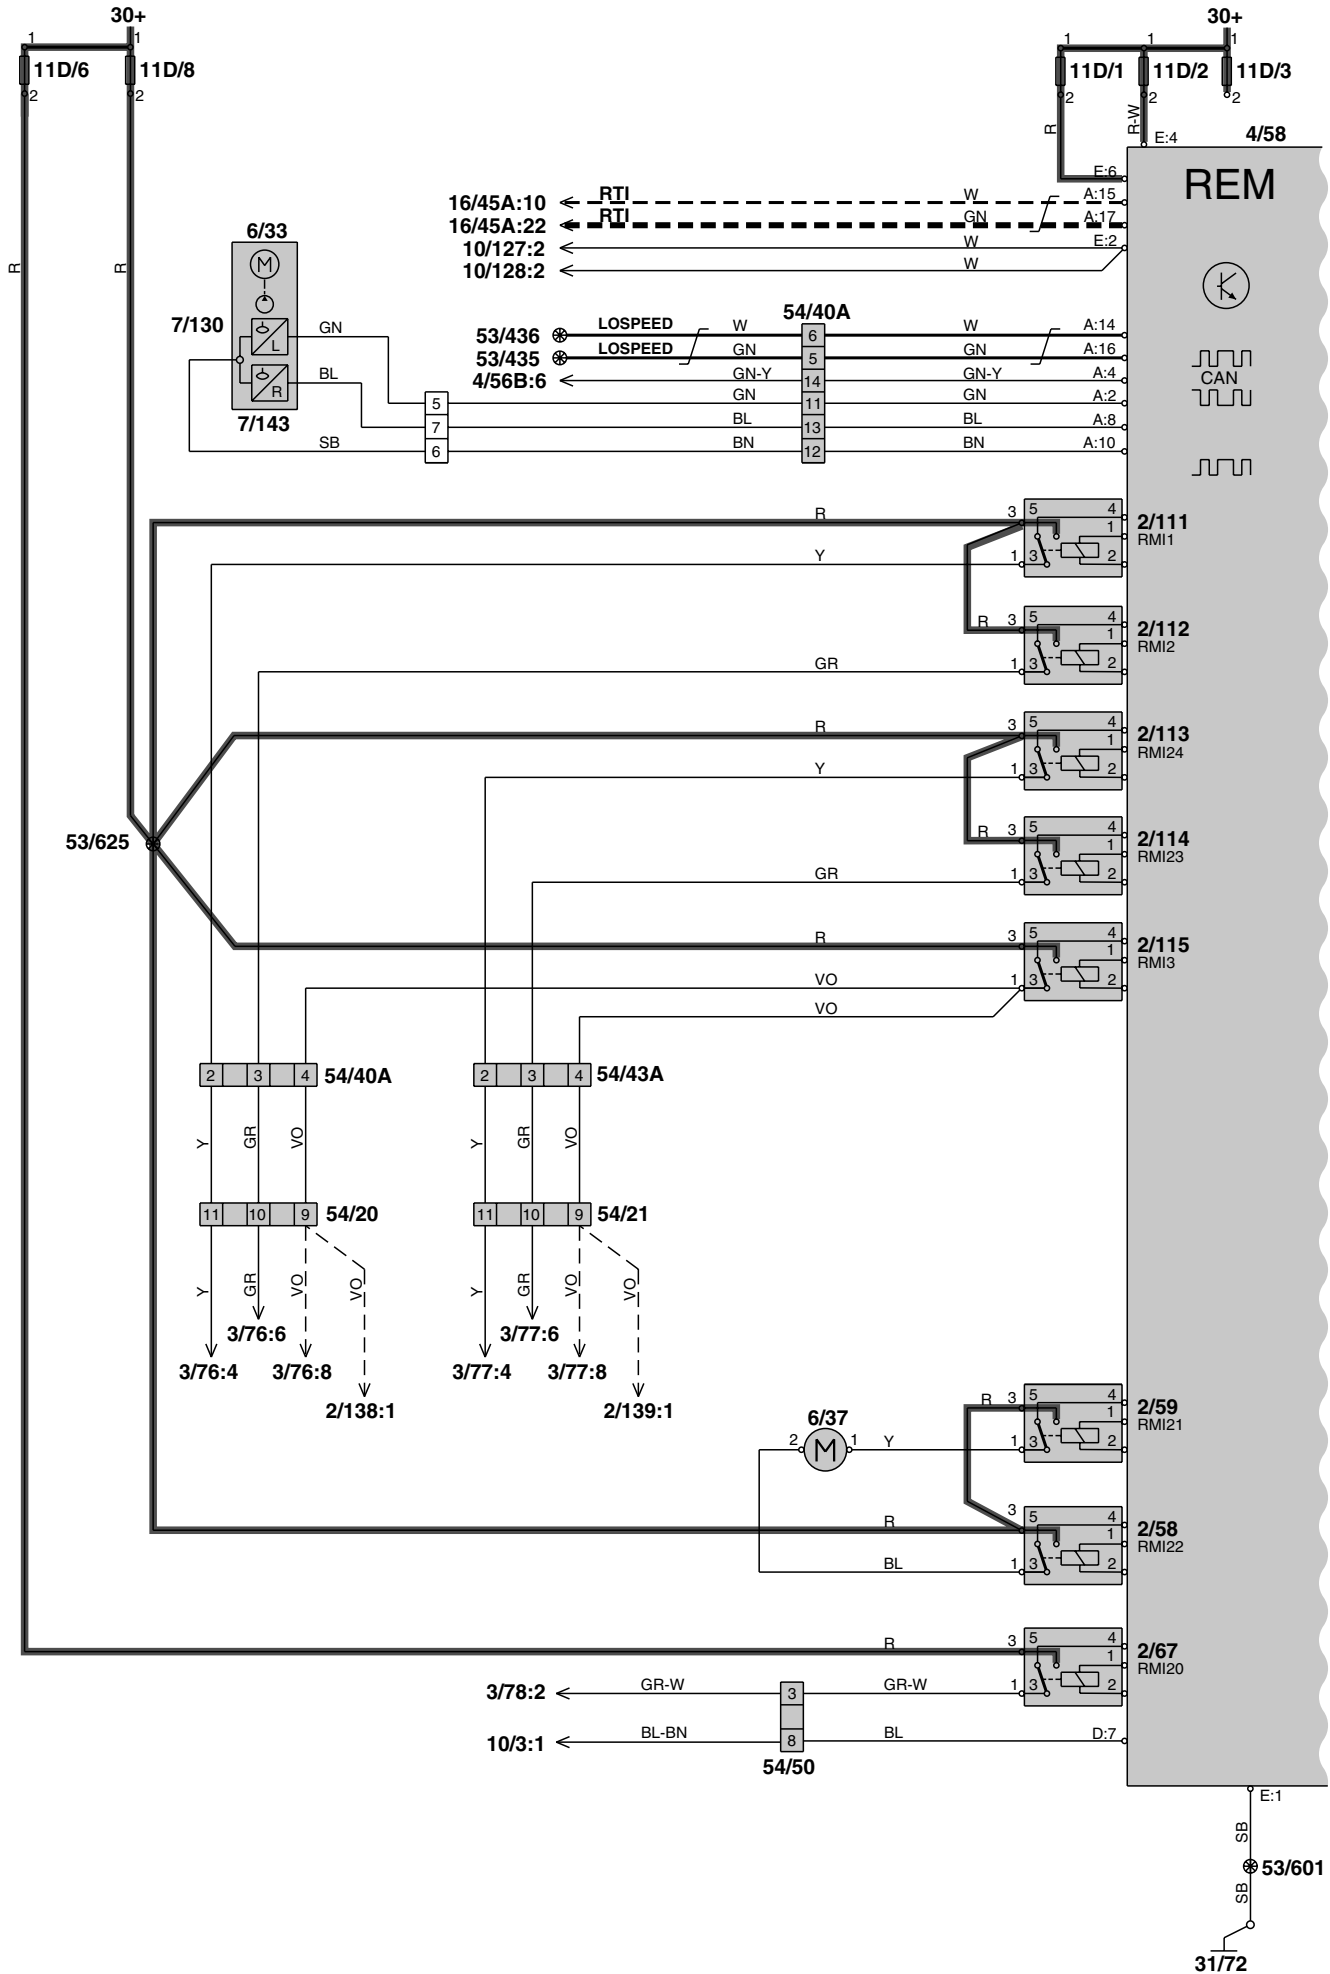 30+ 30+
1 1 1 1 1
11D/6 11D/8 11D/1 11D/2 11D/3
2 2 2 2 2
R R-W E:4 4/58
E:6 REM
16/45A:10 RTI W A:15
16/45A:22 RTI GN A:17
6/33
10/127:2 W E:2
10/128:2 W
R R M
54/40A
7/130 L GN
53/436 LOSPEED W 6 W A:14
53/435 LOSPEED GN 5 GN A:16
R BL
4/56B:6 GN-Y 14 GN-Y A:4
CAN
5 GN 11 GN A:2
7/143
7 BL 13 BL A:8
SB 6 BN 12 BN A:10
R 3 5 4 2/111
1 RMI1
Y 1 3 2
R 3 5 4 2/112
1 RMI2
GR 1 3 2
R 3 5 4 2/113
1 RMI24
Y 1 3 2
53/625
R 3 5 4 2/114
1 RMI23
GR 1 3 2
R 3 5 4 2/115
1 RMI3
VO 1 3 2
VO
2 3 4 54/40A 2 3 4 54/43A
Y GR VO Y GR VO
11 10 9 54/20 11 10 9 54/21
Y GR VO VO Y GR VO VO
3/76:6 3/77:6
3/76:4 3/76:8 3/77:4 3/77:8
2/138:1 2/139:1
R 3 5 4 2/59
6/37 1 RMI21
2 M 1 Y 1 3 2
R 3 5 4 2/58
1 RMI22
BL 1 3 2
R 3 5 4 2/67
1 RMI20
3/78:2 GR-W 3 GR-W 1 3 2
10/3:1 BL-BN 8 BL D:7
54/50
E:1
SB
53/601
SB
31/72